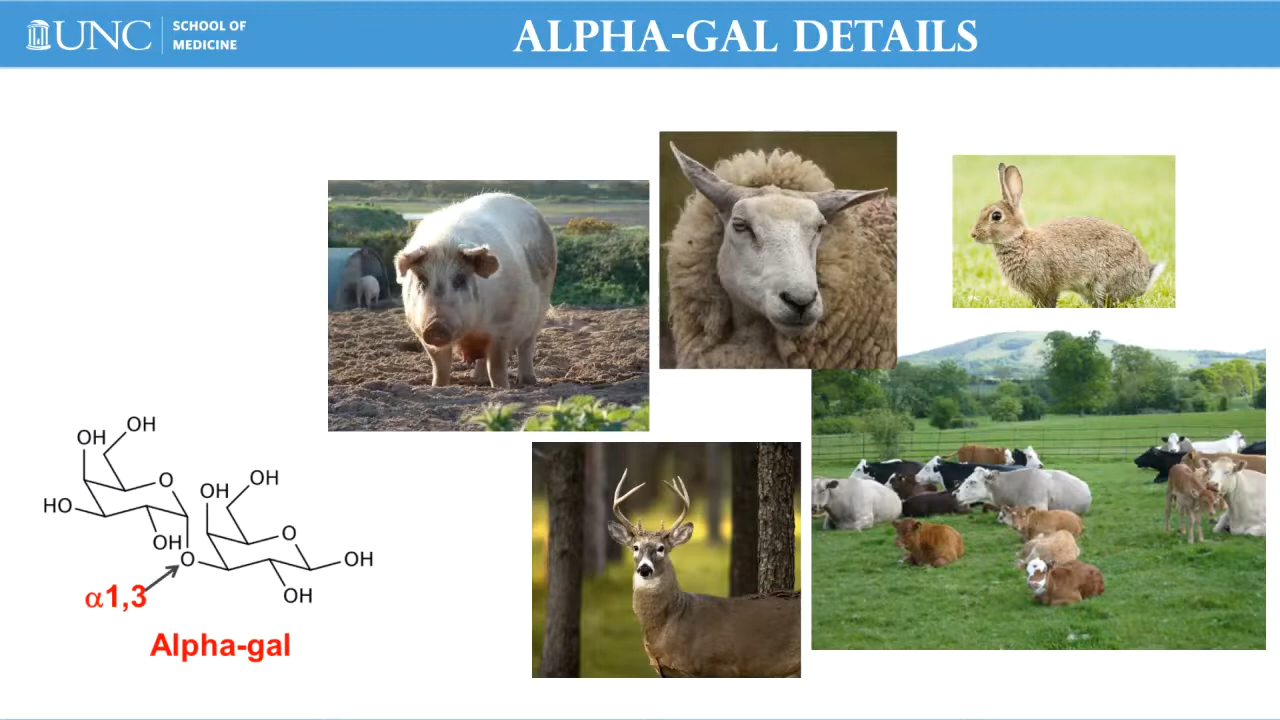 UNC
SCHOOL OF
MEDICINE
ALPHA-GAL DETAILS
OH
OH
O
HO
OH
OH
OH
O
O
OH
OH
α1,3
Alpha-gal